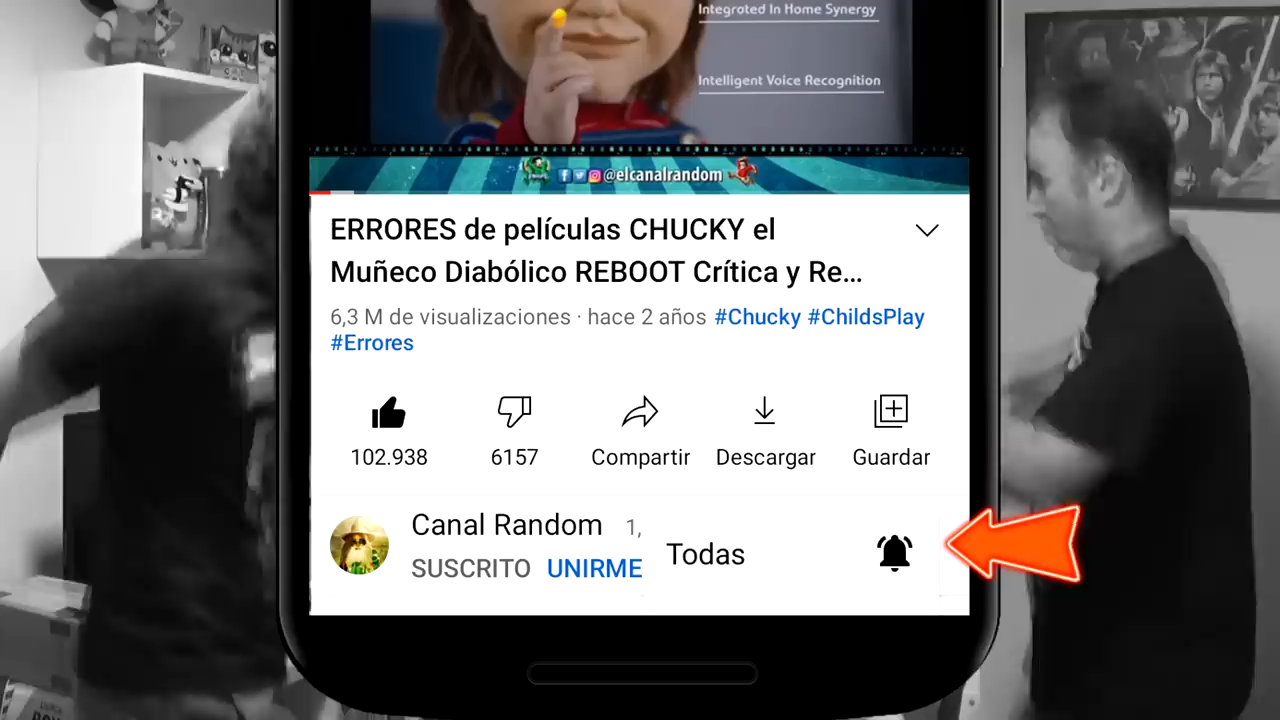 Integrated In Home Synergy
Intelligent Voice Recognition
@elcanalrandom
ERRORES de películas CHUCKY el
Muñeco Diabólico REBOOT Crítica y Re...
6,3 M de visualizaciones · hace 2 años #Chucky #ChildsPlay
#Errores
102.938
6157
Compartir
Descargar
Guardar
Canal Random 1,
SUSCRITO UNIRME
Todas